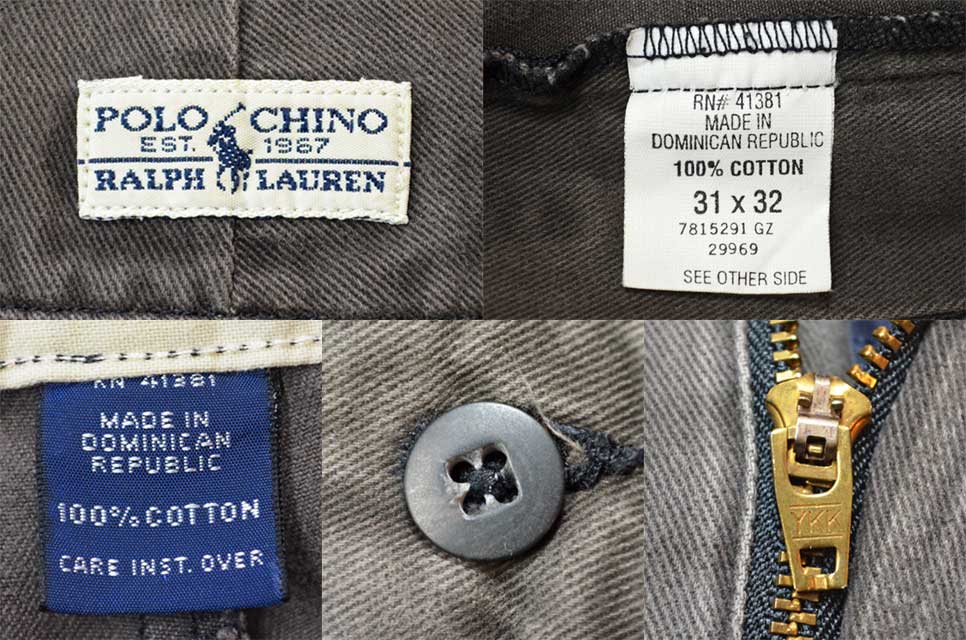 POLO CHINO
EST. 1967
RALPH LAUREN
RN# 41381
MADE IN
DOMINICAN REPUBLIC
100% COTTON
31 x 32
7815291 GZ
29969
SEE OTHER SIDE
RN 41381
MADE IN
DOMINICAN
REPUBLIC
100% COTTON
CARE INST. OVER
YKK